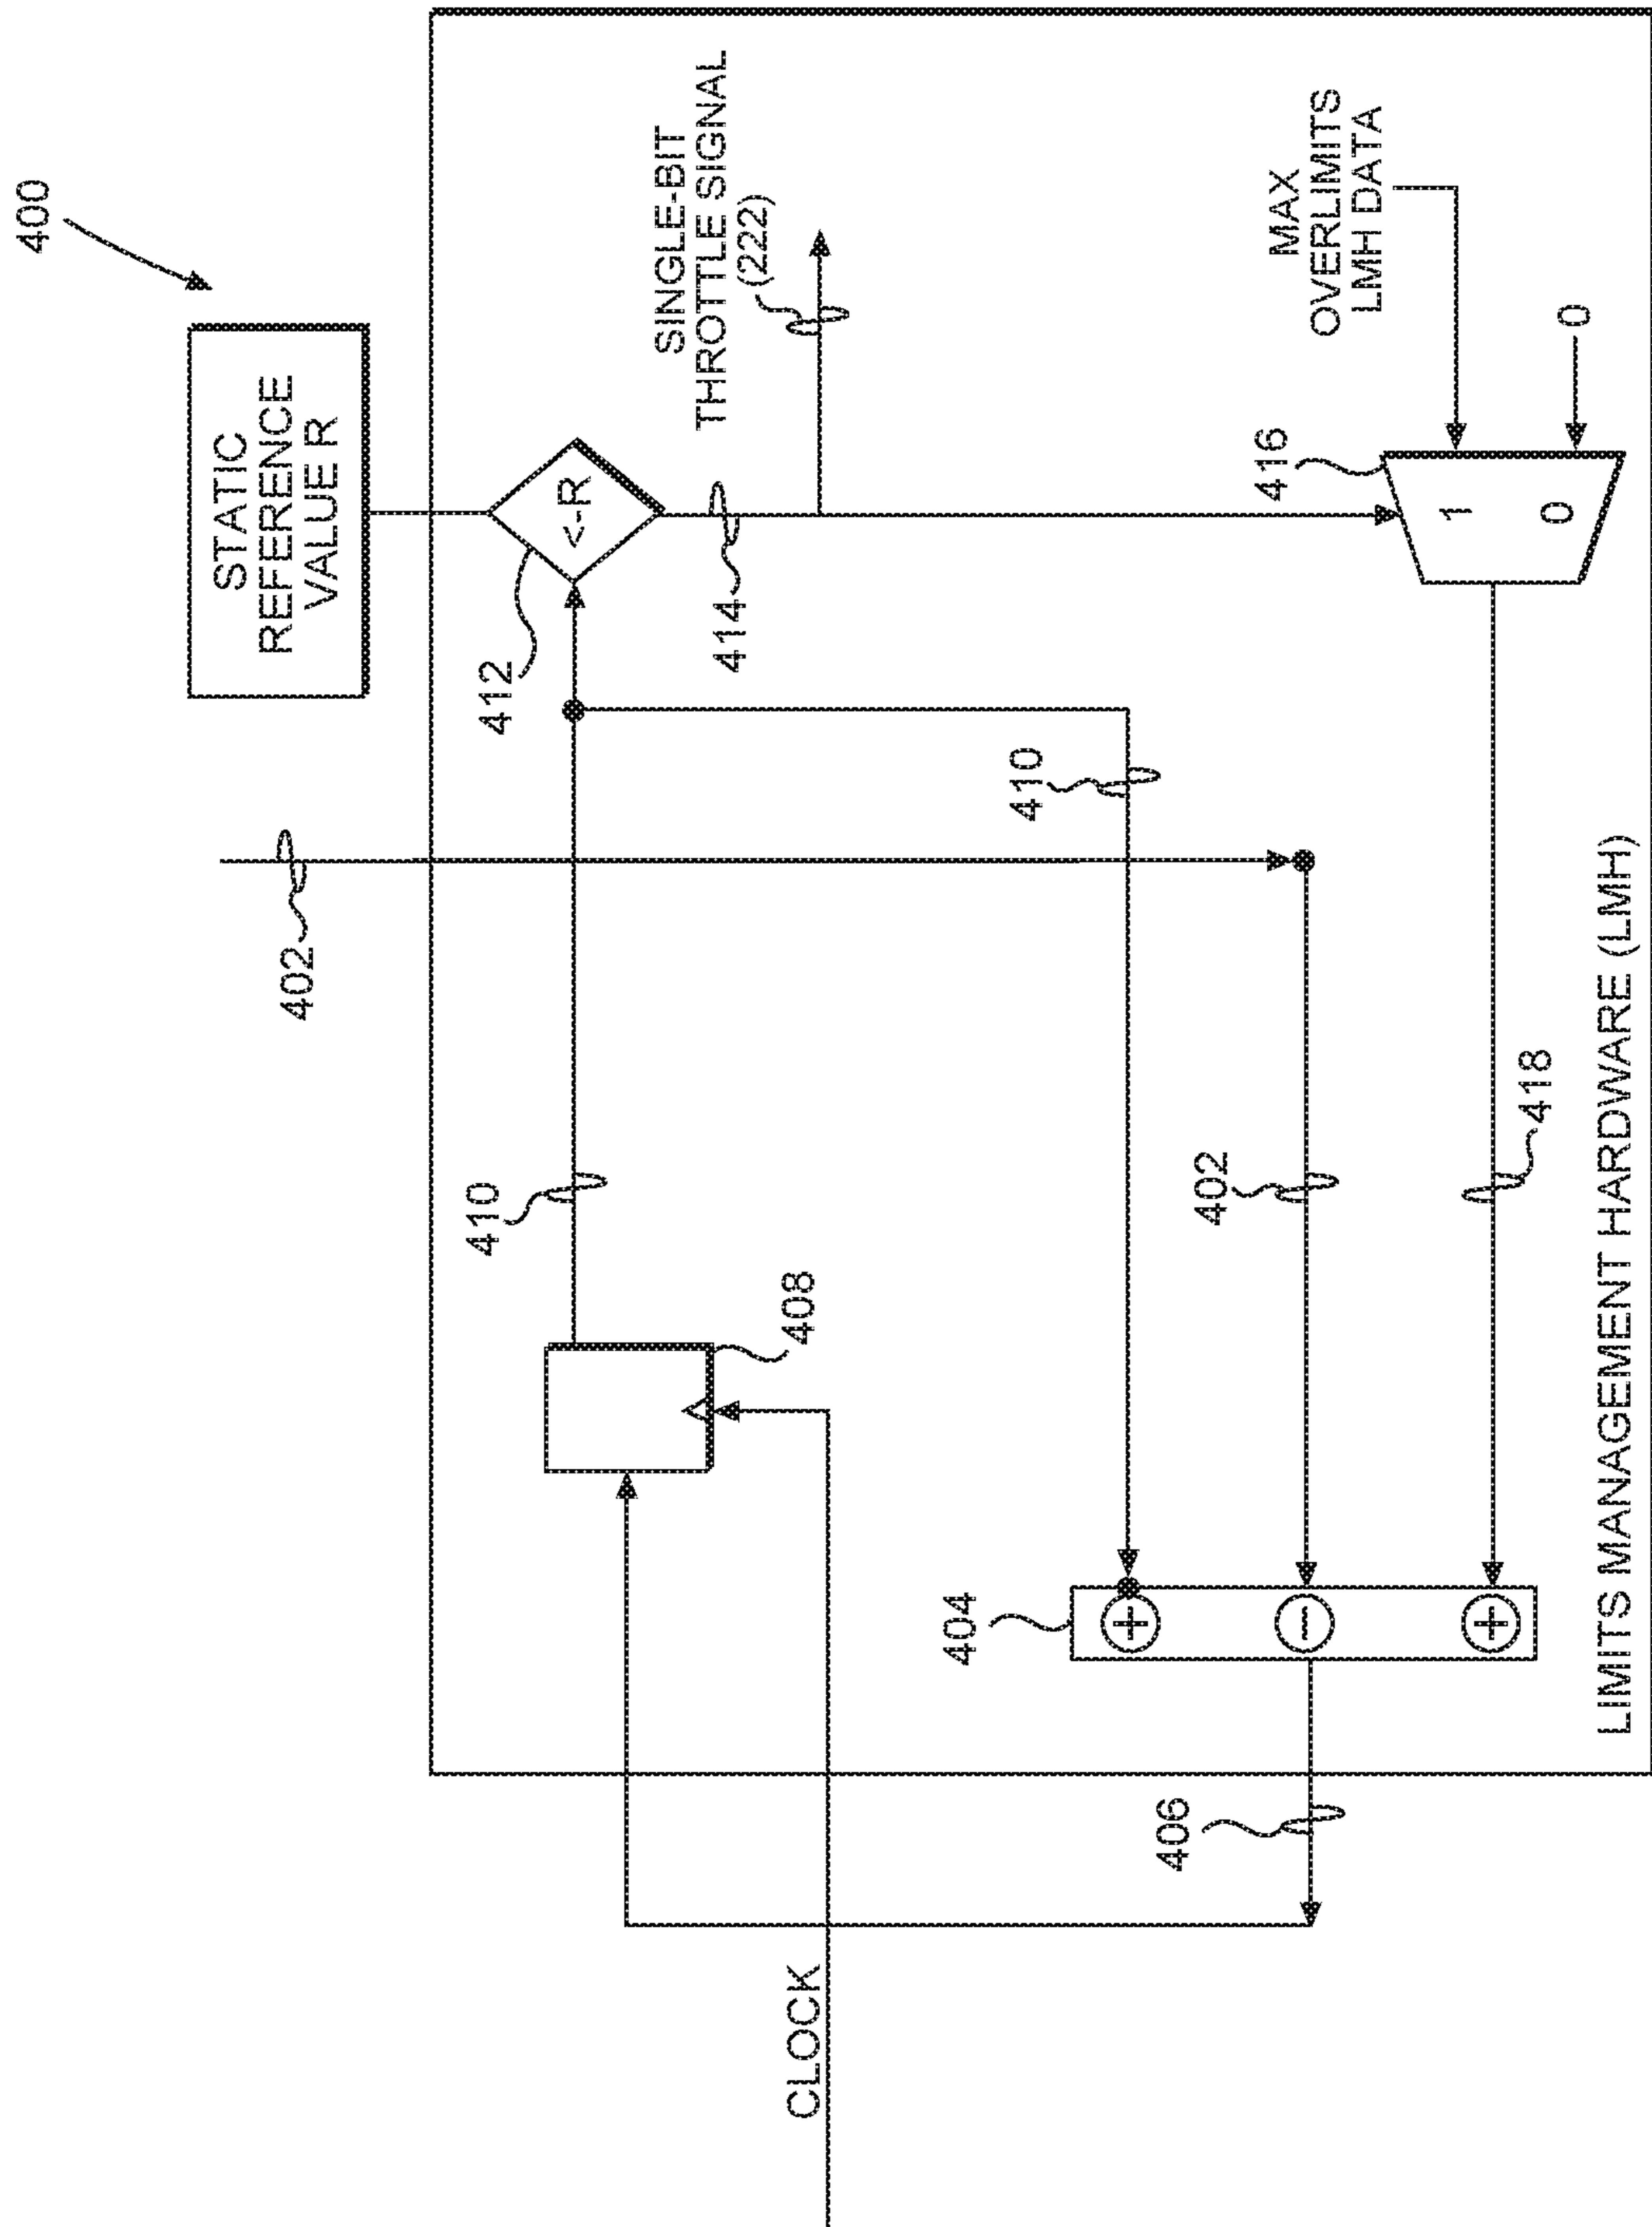 400
STATIC
REFERENCE
VALUE R
402
410
412
<-R
414
SINGLE-BIT
THROTTLE SIGNAL
(222)
408
410
CLOCK
404
+
−
+
406
402
418
416
1
0
MAX
OVERLIMITS
LMH DATA
0
LIMITS MANAGEMENT HARDWARE (LMH)